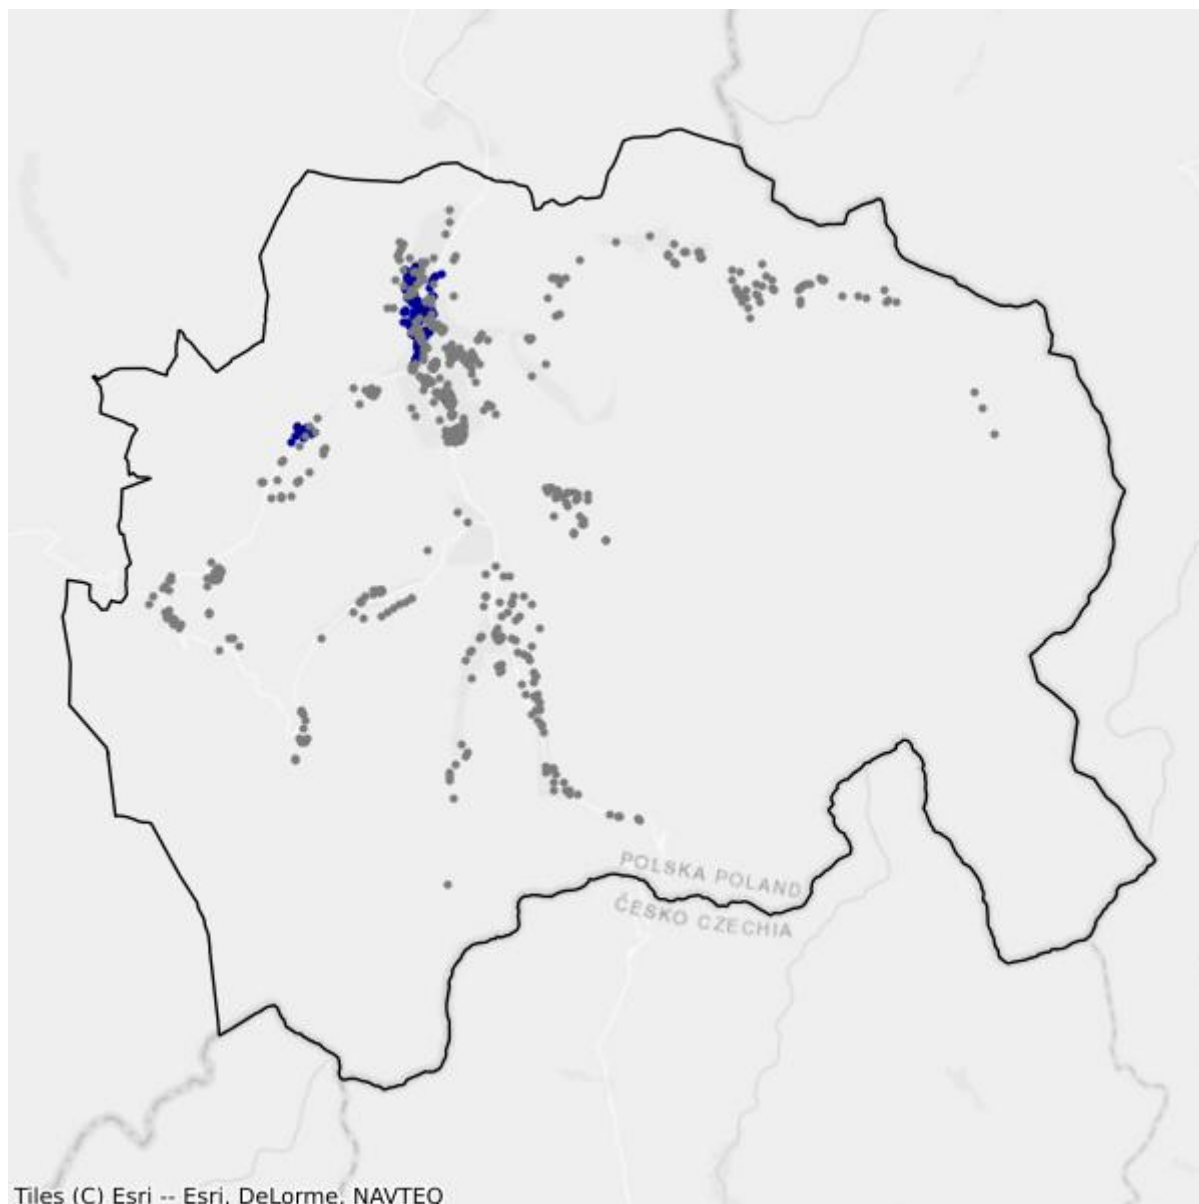 POLSKA POLAND
ČESKO CZECHIA
Tiles (C) Esri -- Esri, DeLorme, NAVTEQ